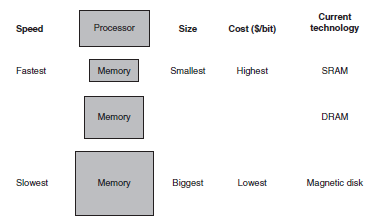 Speed Processor Size Cost ($/bit) Current technology
Fastest Memory Smallest Highest SRAM
Memory DRAM
Slowest Memory Biggest Lowest Magnetic disk